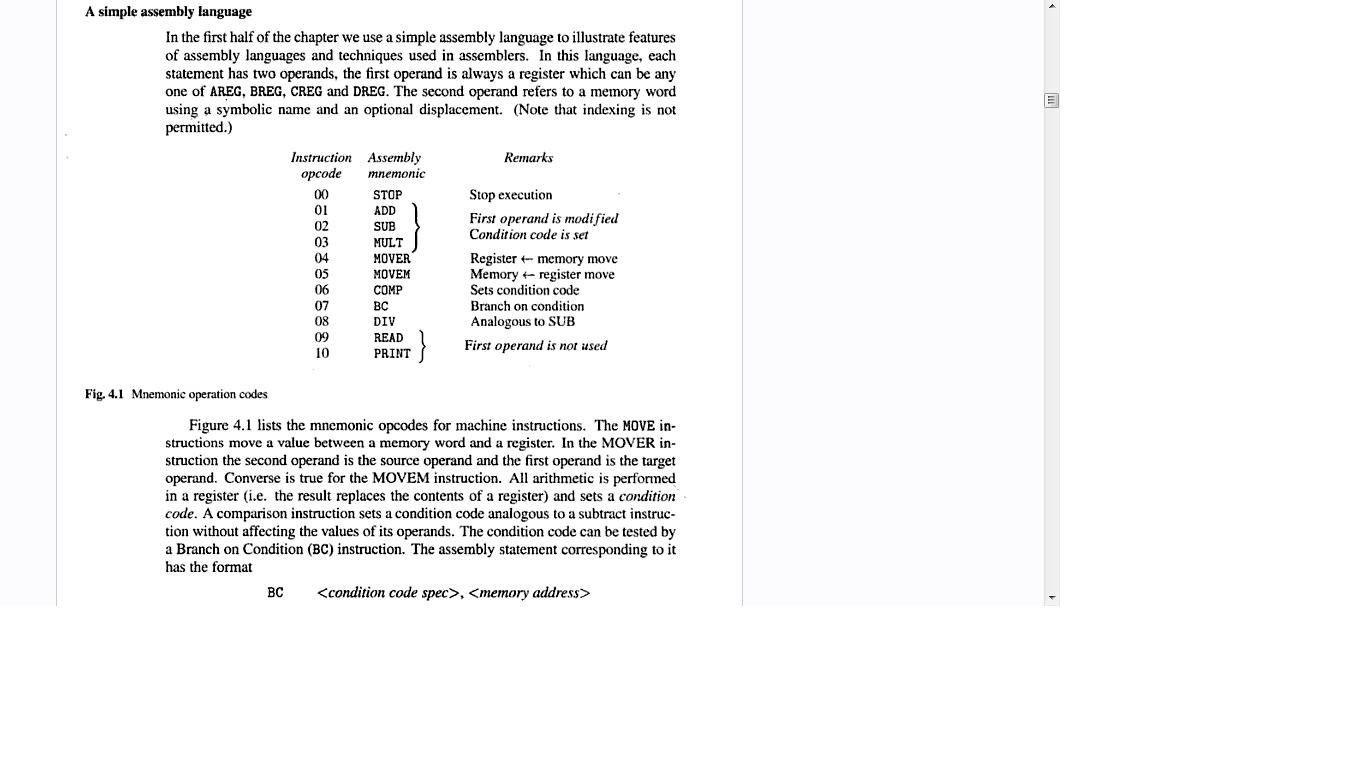 A simple assembly language
In the first half of the chapter we use a simple assembly language to illustrate features
of assembly languages and techniques used in assemblers. In this language, each
statement has two operands, the first operand is always a register which can be any
one of AREG, BREG, CREG and DREG. The second operand refers to a memory word
using a symbolic name and an optional displacement. (Note that indexing is not
permitted.)
Instruction Assembly Remarks
opcode mnemonic
00 STOP Stop execution
01 ADD
First operand is modified
02 SUB
Condition code is set
03 MULT
04 MOVER Register ← memory move
05 MOVEM Memory ← register move
06 COMP Sets condition code
07 BC Branch on condition
08 DIV Analogous to SUB
09 READ
First operand is not used
10 PRINT
Fig. 4.1 Mnemonic operation codes
Figure 4.1 lists the mnemonic opcodes for machine instructions. The MOVE in-
structions move a value between a memory word and a register. In the MOVER in-
struction the second operand is the source operand and the first operand is the target
operand. Converse is true for the MOVEM instruction. All arithmetic is performed
in a register (i.e. the result replaces the contents of a register) and sets a condition
code. A comparison instruction sets a condition code analogous to a subtract instruc-
tion without affecting the values of its operands. The condition code can be tested by
a Branch on Condition (BC) instruction. The assembly statement corresponding to it
has the format
BC <condition code spec>, <memory address>